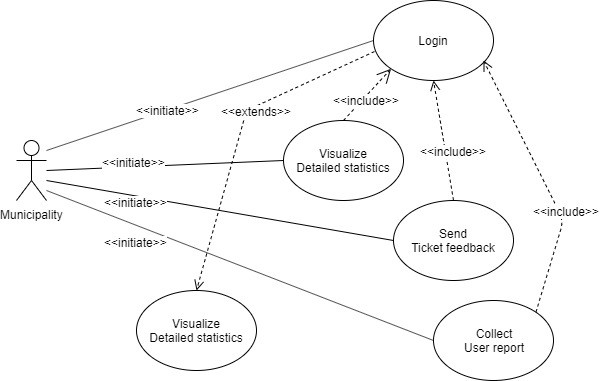 Login
<<initiate>>
<<extends>>
<<include>>
Visualize
Detailed statistics
<<include>>
<<initiate>>
<<initiate>>
Municipality
<<include>>
Send
Ticket feedback
<<initiate>>
Visualize
Detailed statistics
Collect
User report